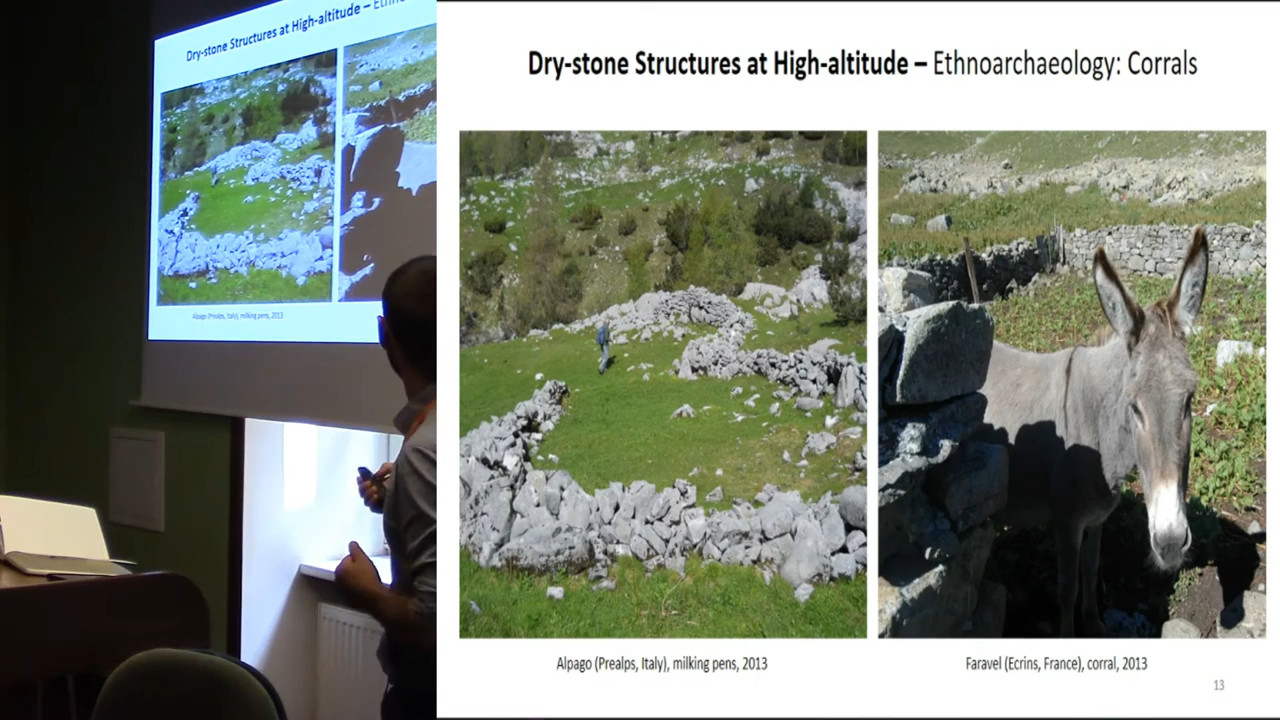 Dry-stone Structures at High-altitude – Ethno
Alpago (Prealps, Italy), milking pens, 2013
Dry-stone Structures at High-altitude – Ethnoarchaeology: Corrals
Alpago (Prealps, Italy), milking pens, 2013
Faravel (Ecrins, France), corral, 2013
13